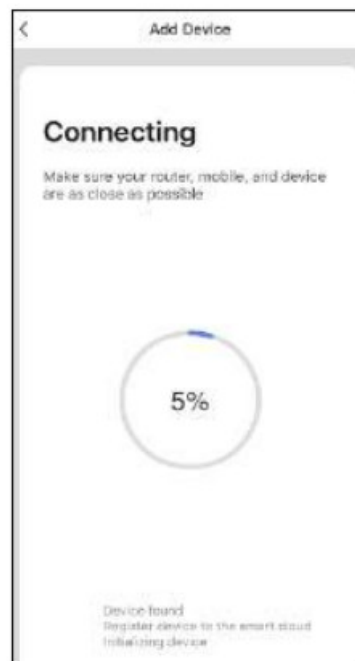 Add Device
Connecting
Make sure your router, mobile, and device
are as close as possible
5%
Device found
Register device to the smart cloud
Initializing device